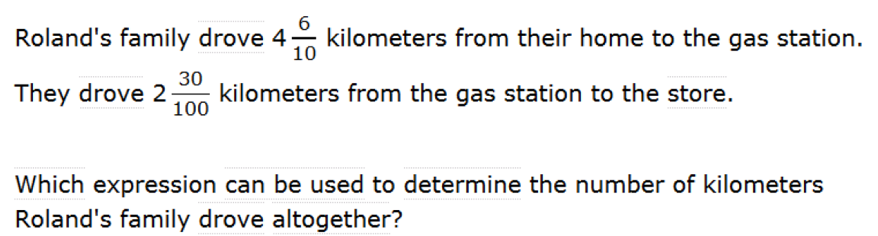 Roland's family drove 4 6/10 kilometers from their home to the gas station.
They drove 2 30/100 kilometers from the gas station to the store.
Which expression can be used to determine the number of kilometers
Roland's family drove altogether?